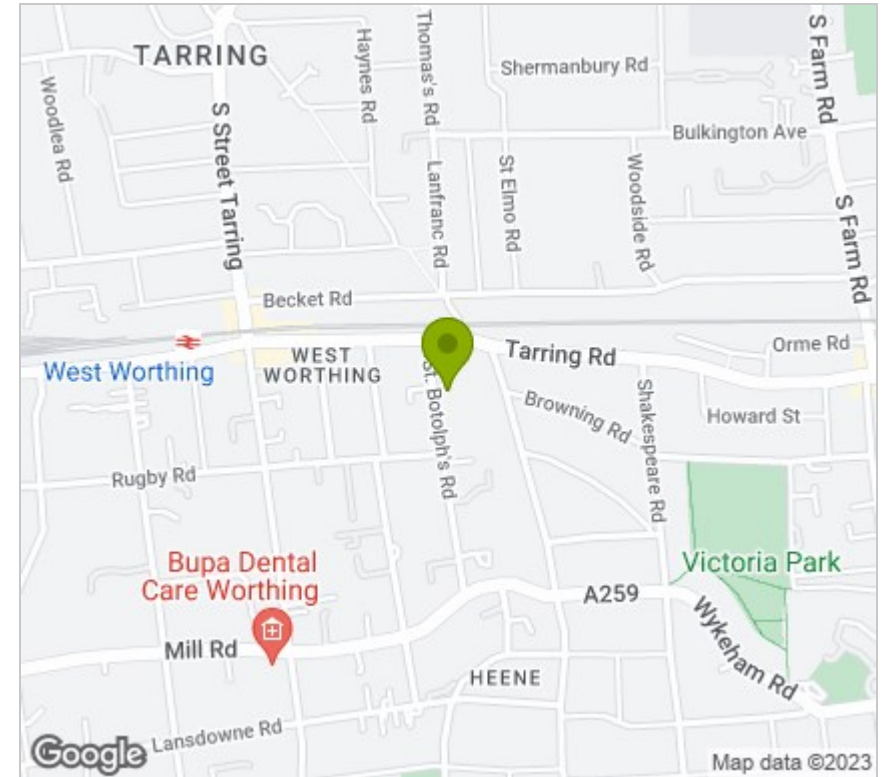 TARRING
Haynes Rd
Thomas's Rd
Shermanbury Rd
S Farm Rd
Woodlea Rd
S Street Tarring
Lanfranc Rd
St Elmo Rd
Bulkington Ave
Woodside Rd
S Farm Rd
Becket Rd
West Worthing
WEST
WORTHING
Tarring Rd
Orme Rd
St. Botolph's Rd
Browning Rd
Shakespeare Rd
Howard St
Rugby Rd
Bupa Dental
Care Worthing
Victoria Park
A259
Mill Rd
Wykeham Rd
HEENE
Lansdowne Rd
Google
Map data ©2023